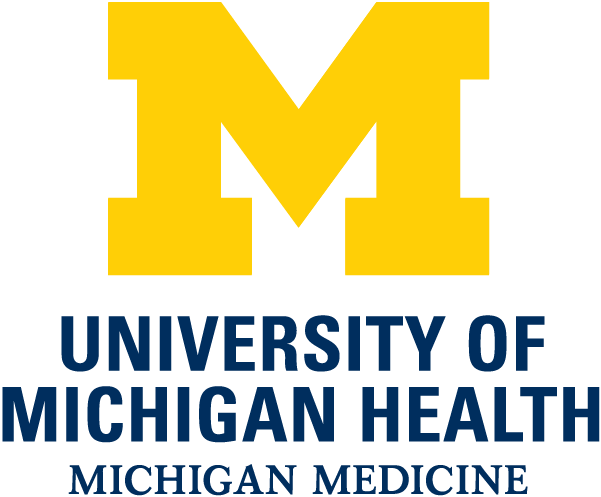 M
UNIVERSITY OF
MICHIGAN HEALTH
MICHIGAN MEDICINE